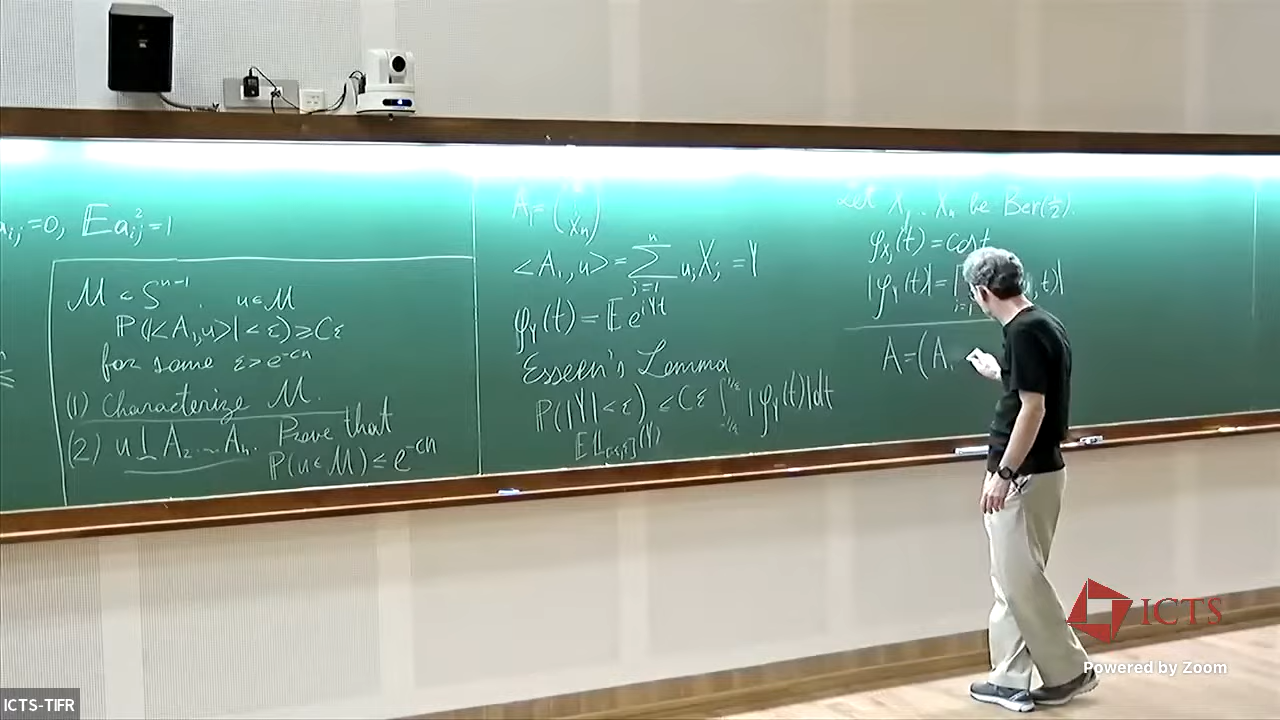 a_ij = 0, E a_ij^2 = 1
M ⊂ S^{n-1}, u ∈ M
P(|<A_1, u>| < ε) ≥ Cε
for some ε > e^{-cn}
(1) Characterize M.
(2) u ⊥ A_2 ... A_n. Prove that
P(u ∈ M) ≤ e^{-cn}
A_1 = ( X_n )
<A_1, u> = Σ_{j=1}^{n} u_j X_j = Y
φ_Y(t) = E e^{iYt}
Esseen's Lemma
P(|Y| < ε) ≤ Cε ∫_{-1/ε}^{1/ε} |φ_Y(t)| dt
E 1_{[-ε,ε]}(Y)
Let X_1 .. X_n be Ber(1/2).
φ_{X_j}(t) = cos t
|φ_Y(t)| = | t)|
A = (A_1
ICTS
Powered by Zoom
ICTS-TIFR